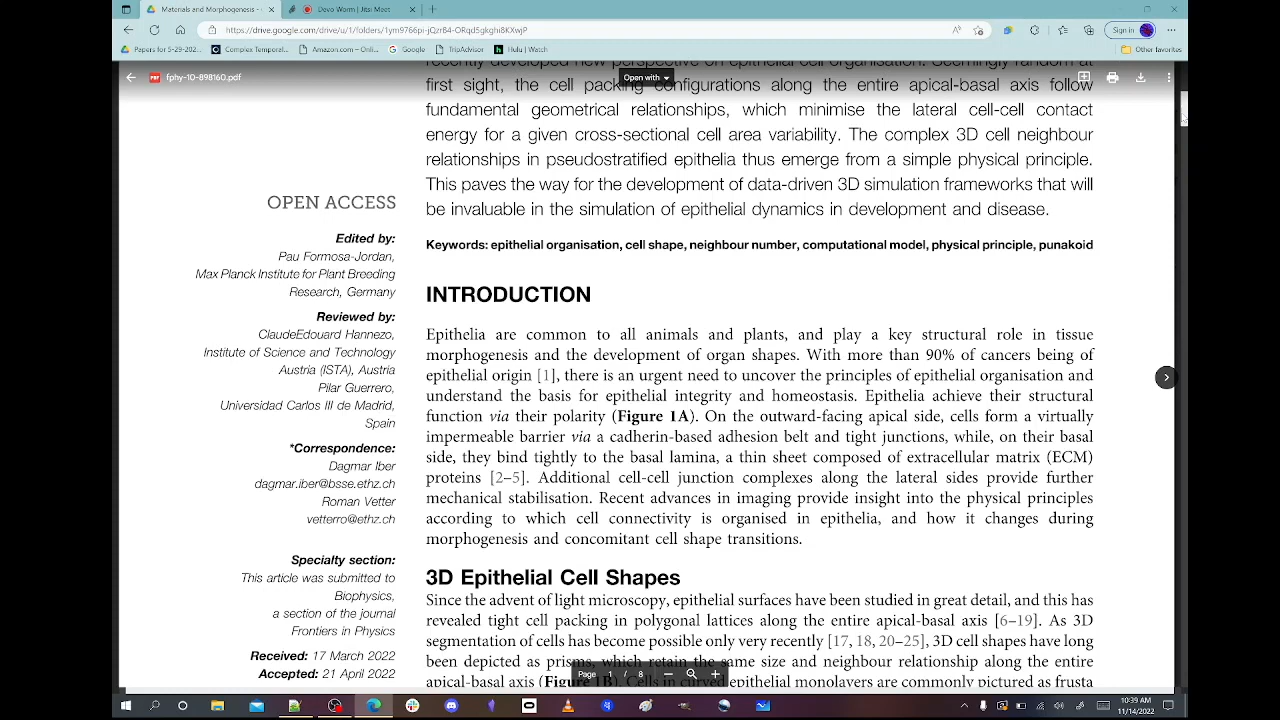 Materials and Morphogenesis -
Devo Worm | Jitsi Meet
https://drive.google.com/drive/u/1/folders/1ym9766pi-jQzr84-ORqd5gkghi8KXwjP
Sign in
Papers for 5-29-202...
Complex Temporal...
Amazon.com – Onli...
Google
TripAdvisor
Hulu | Watch
Other favorites
fphy-10-898160.pdf
Open with
recently developed new perspective on epithelial cell organisation. Seemingly random at
first sight, the cell packing configurations along the entire apical-basal axis follow
fundamental geometrical relationships, which minimise the lateral cell-cell contact
energy for a given cross-sectional cell area variability. The complex 3D cell neighbour
relationships in pseudostratified epithelia thus emerge from a simple physical principle.
This paves the way for the development of data-driven 3D simulation frameworks that will
be invaluable in the simulation of epithelial dynamics in development and disease.
Keywords: epithelial organisation, cell shape, neighbour number, computational model, physical principle, punakoid
OPEN ACCESS
Edited by:
Pau Formosa-Jordan,
Max Planck Institute for Plant Breeding
Research, Germany
Reviewed by:
ClaudeEdouard Hannezo,
Institute of Science and Technology
Austria (ISTA), Austria
Pilar Guerrero,
Universidad Carlos III de Madrid,
Spain
*Correspondence:
Dagmar Iber
dagmar.iber@bsse.ethz.ch
Roman Vetter
vetterro@ethz.ch
Specialty section:
This article was submitted to
Biophysics,
a section of the journal
Frontiers in Physics
Received: 17 March 2022
Accepted: 21 April 2022
INTRODUCTION
Epithelia are common to all animals and plants, and play a key structural role in tissue
morphogenesis and the development of organ shapes. With more than 90% of cancers being of
epithelial origin [1], there is an urgent need to uncover the principles of epithelial organisation and
understand the basis for epithelial integrity and homeostasis. Epithelia achieve their structural
function via their polarity (Figure 1A). On the outward-facing apical side, cells form a virtually
impermeable barrier via a cadherin-based adhesion belt and tight junctions, while, on their basal
side, they bind tightly to the basal lamina, a thin sheet composed of extracellular matrix (ECM)
proteins [2–5]. Additional cell-cell junction complexes along the lateral sides provide further
mechanical stabilisation. Recent advances in imaging provide insight into the physical principles
according to which cell connectivity is organised in epithelia, and how it changes during
morphogenesis and concomitant cell shape transitions.
3D Epithelial Cell Shapes
Since the advent of light microscopy, epithelial surfaces have been studied in great detail, and this has
revealed tight cell packing in polygonal lattices along the entire apical-basal axis [6–19]. As 3D
segmentation of cells has become possible only very recently [17, 18, 20–25], 3D cell shapes have long
been depicted as prisms, which retain the same size and neighbour relationship along the entire
apical-basal axis (Figure 1B). Cells in curved epithelial monolayers are commonly pictured as frusta
Page 1 / 8
10:39 AM
11/14/2022